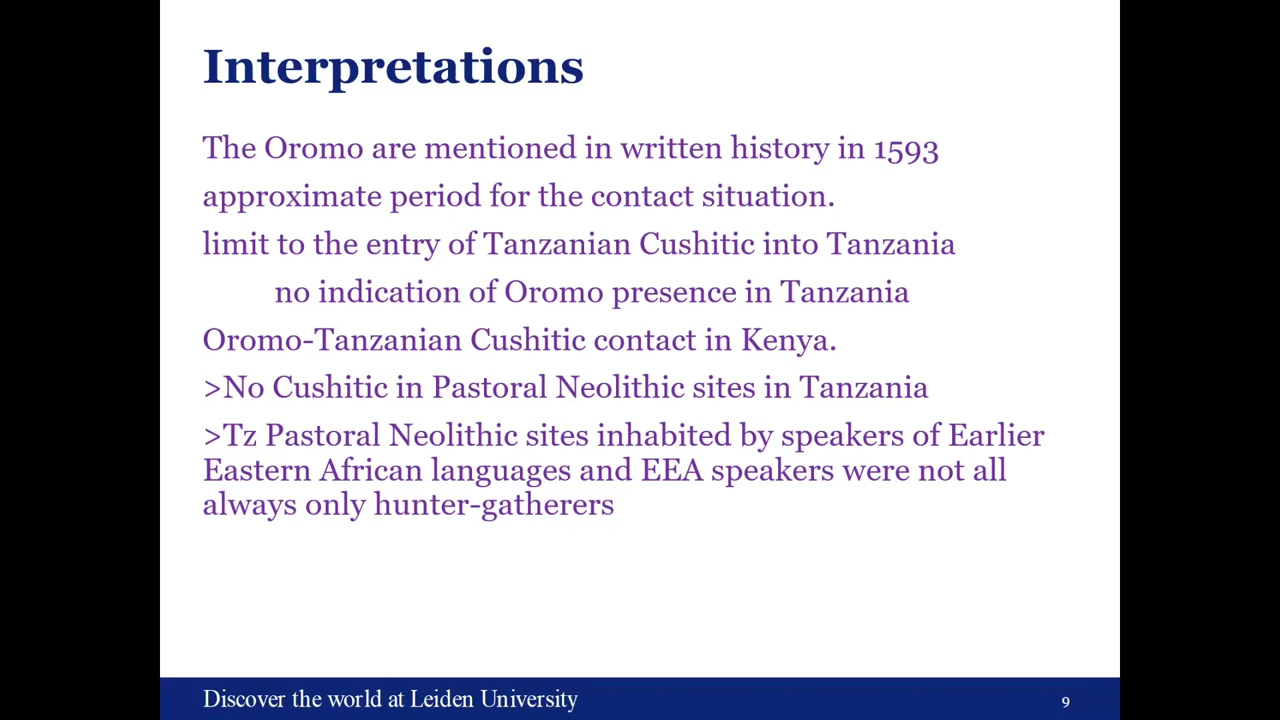 Interpretations
The Oromo are mentioned in written history in 1593
approximate period for the contact situation.
limit to the entry of Tanzanian Cushitic into Tanzania
no indication of Oromo presence in Tanzania
Oromo-Tanzanian Cushitic contact in Kenya.
>No Cushitic in Pastoral Neolithic sites in Tanzania
>Tz Pastoral Neolithic sites inhabited by speakers of Earlier
Eastern African languages and EEA speakers were not all
always only hunter-gatherers
Discover the world at Leiden University
9